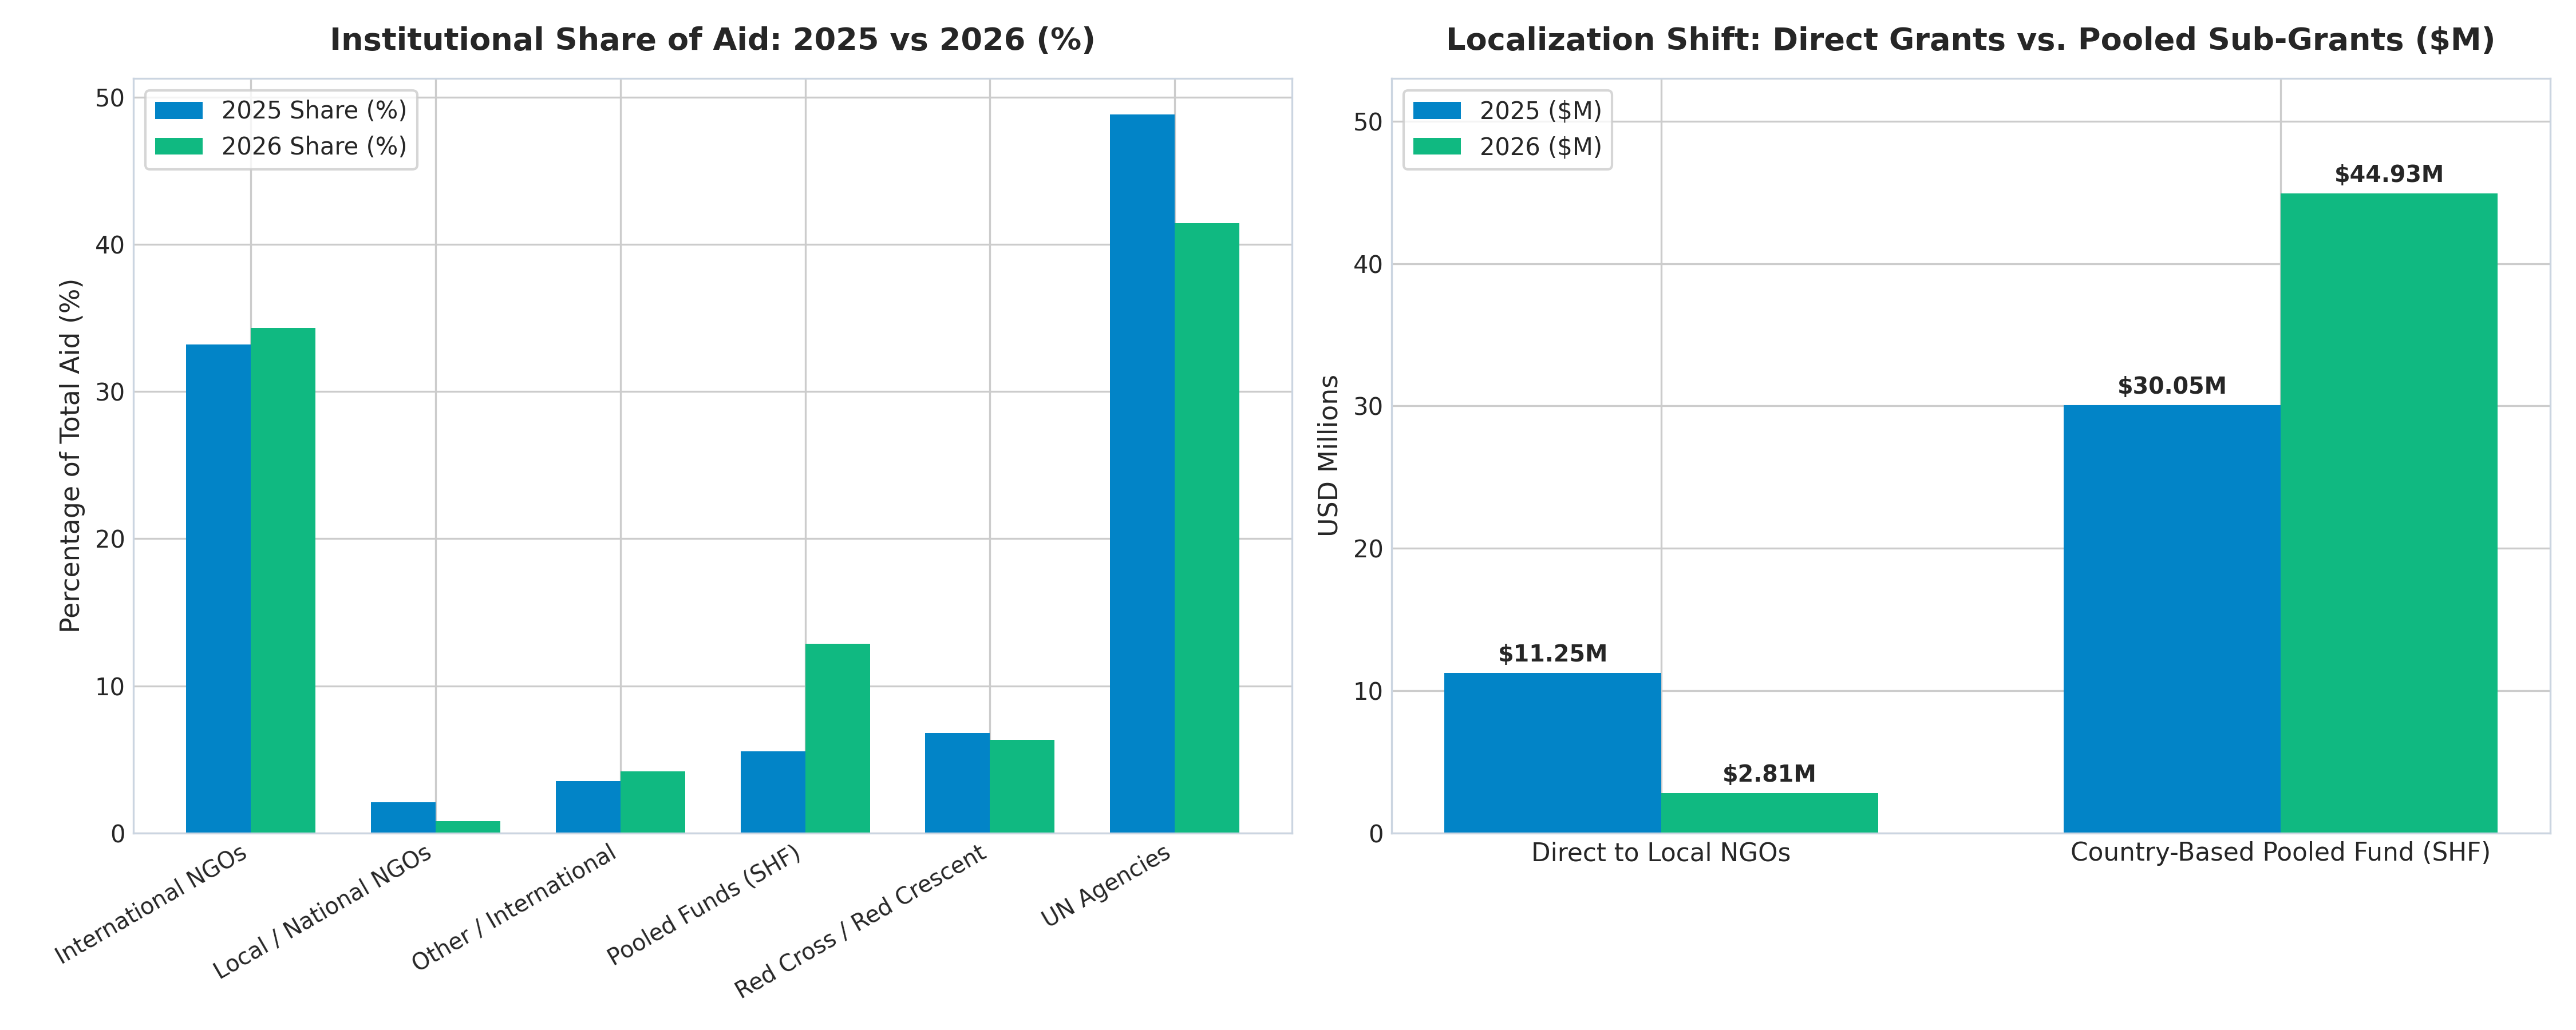 Institutional Share of Aid: 2025 vs 2026 (%)
2025 Share (%)
2026 Share (%)
Percentage of Total Aid (%)
50
40
30
20
10
0
International NGOs
Local / National NGOs
Other / International
Pooled Funds (SHF)
Red Cross / Red Crescent
UN Agencies
Localization Shift: Direct Grants vs. Pooled Sub-Grants ($M)
2025 ($M)
2026 ($M)
USD Millions
50
40
30
20
10
0
$11.25M
$2.81M
$30.05M
$44.93M
Direct to Local NGOs
Country-Based Pooled Fund (SHF)